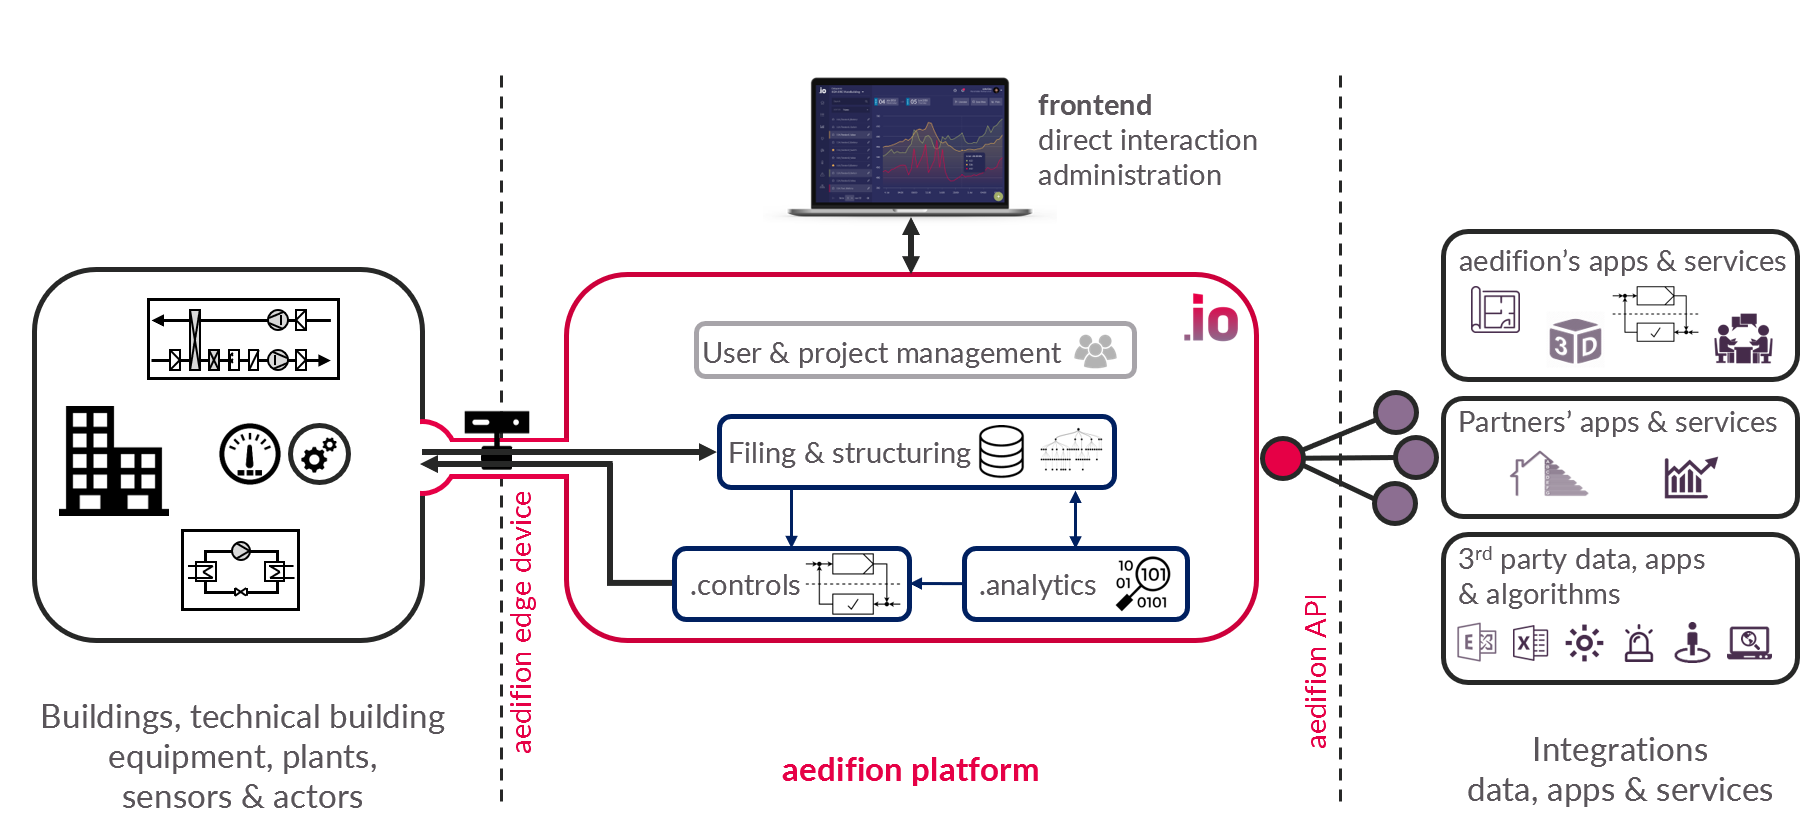 frontend
direct interaction
administration
.io
User & project management
Filing & structuring
.controls
.analytics
10
01
101
0101
aedifion edge device
aedifion API
aedifion's apps & services
3D
Partners' apps & services
3rd party data, apps
& algorithms
E
X
Buildings, technical building
equipment, plants,
sensors & actors
aedifion platform
Integrations
data, apps & services